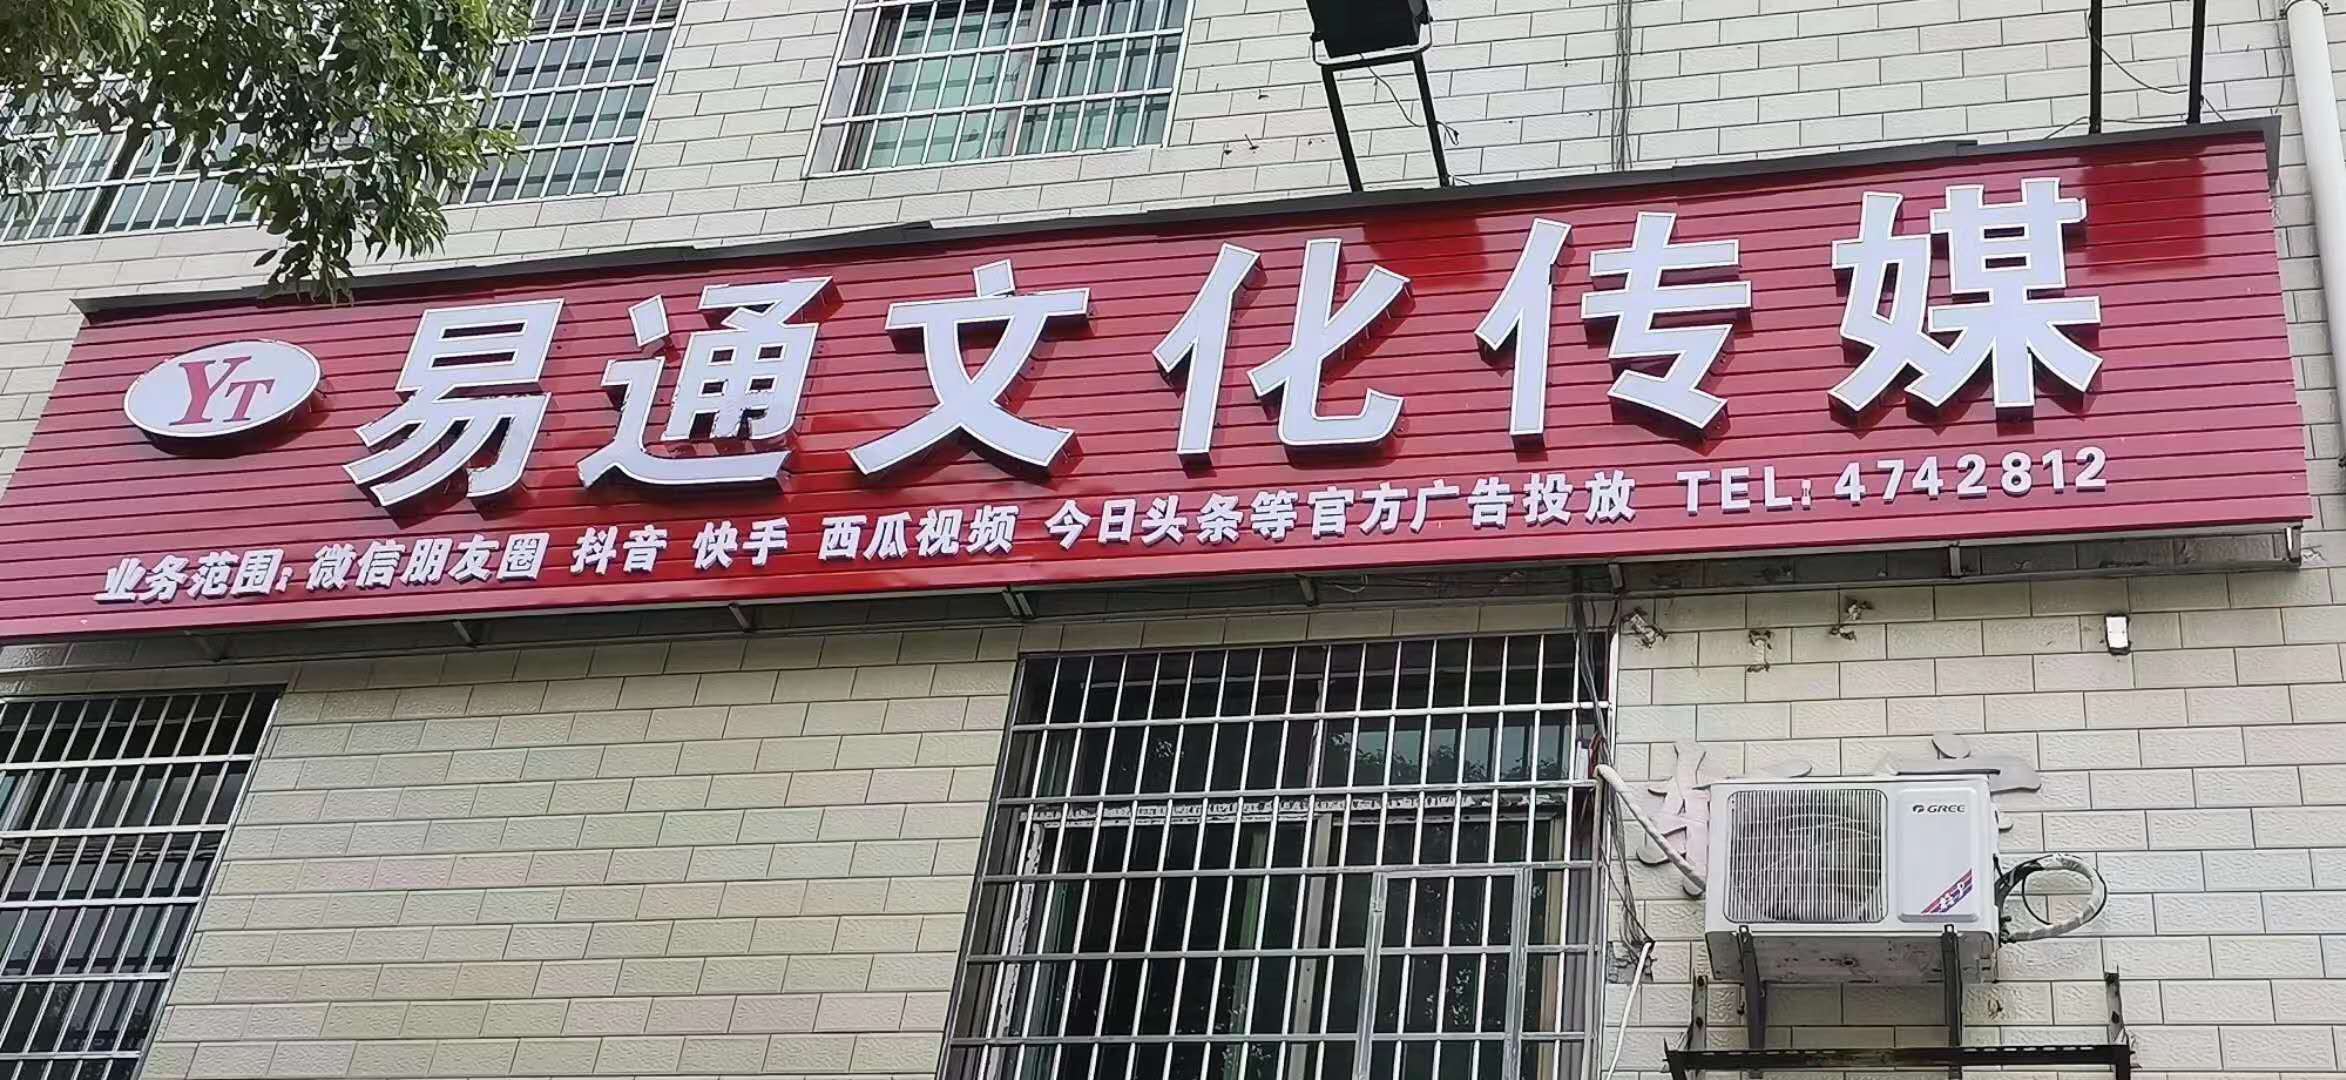 YT 易通文化传媒
业务范围：微信朋友圈 抖音 快手 西瓜视频 今日头条等官方广告投放 TEL：4742812
GREE